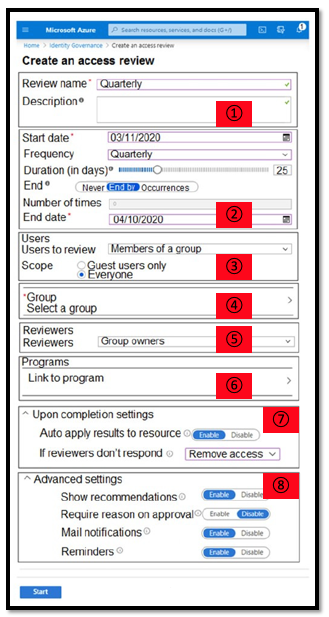 Microsoft Azure
Search resources, services, and docs (G+/)
1
Home > Identity Governance > Create an access review
Create an access review
Review name * Quarterly
Description
①
Start date * 03/11/2020
Frequency Quarterly
Duration (in days) 25
End Never End by Occurrences
Number of times 0
②
End date * 04/10/2020
Users
Users to review Members of a group
Scope Guest users only
③
Everyone
*Group
Select a group
④
Reviewers
Reviewers Group owners
⑤
Programs
Link to program
⑥
Upon completion settings
⑦
Auto apply results to resource Enable Disable
If reviewers don't respond Remove access
Advanced settings
⑧
Show recommendations Enable Disable
Require reason on approval Enable Disable
Mail notifications Enable Disable
Reminders Enable Disable
Start